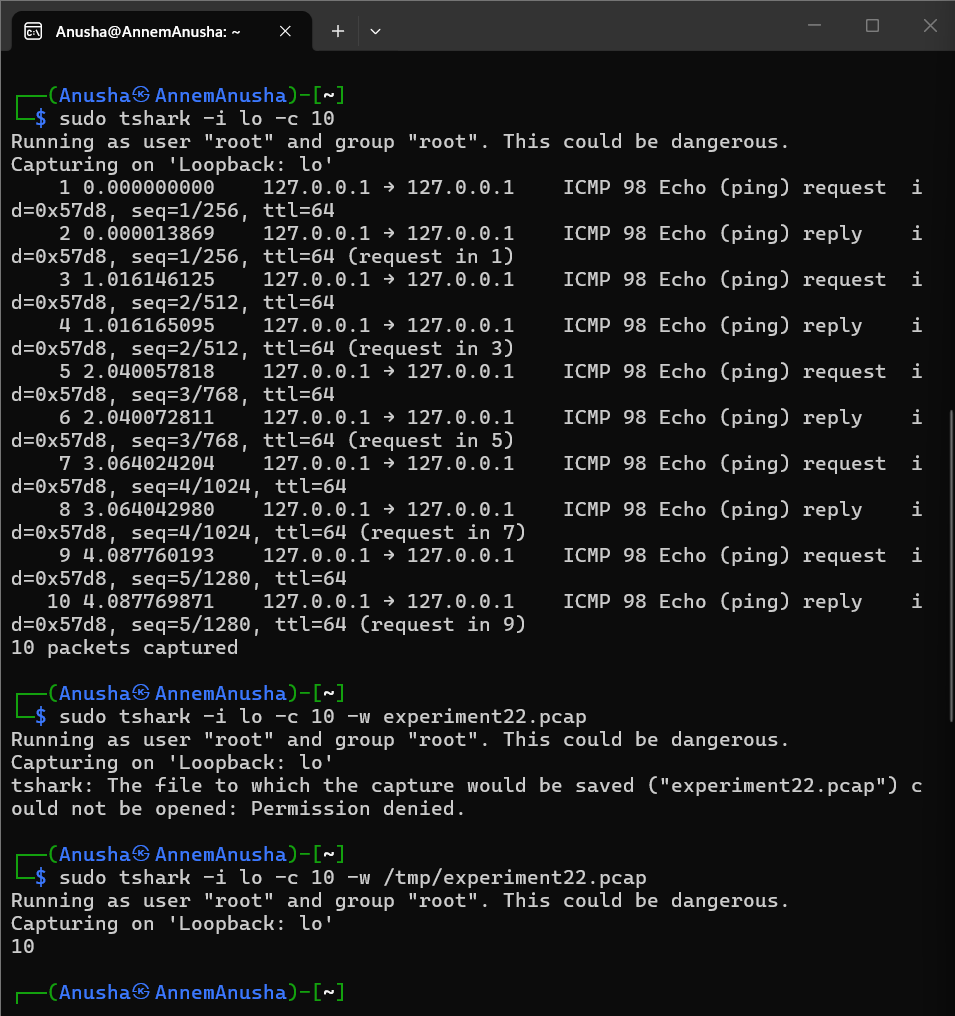 Anusha@AnnemAnusha: ~
┌──(Anusha㉿AnnemAnusha)-[~]
└─$ sudo tshark -i lo -c 10
Running as user "root" and group "root". This could be dangerous.
Capturing on 'Loopback: lo'
    1 0.000000000    127.0.0.1 → 127.0.0.1    ICMP 98 Echo (ping) request  i
d=0x57d8, seq=1/256, ttl=64
    2 0.000013869    127.0.0.1 → 127.0.0.1    ICMP 98 Echo (ping) reply    i
d=0x57d8, seq=1/256, ttl=64 (request in 1)
    3 1.016146125    127.0.0.1 → 127.0.0.1    ICMP 98 Echo (ping) request  i
d=0x57d8, seq=2/512, ttl=64
    4 1.016165095    127.0.0.1 → 127.0.0.1    ICMP 98 Echo (ping) reply    i
d=0x57d8, seq=2/512, ttl=64 (request in 3)
    5 2.040057818    127.0.0.1 → 127.0.0.1    ICMP 98 Echo (ping) request  i
d=0x57d8, seq=3/768, ttl=64
    6 2.040072811    127.0.0.1 → 127.0.0.1    ICMP 98 Echo (ping) reply    i
d=0x57d8, seq=3/768, ttl=64 (request in 5)
    7 3.064024204    127.0.0.1 → 127.0.0.1    ICMP 98 Echo (ping) request  i
d=0x57d8, seq=4/1024, ttl=64
    8 3.064042980    127.0.0.1 → 127.0.0.1    ICMP 98 Echo (ping) reply    i
d=0x57d8, seq=4/1024, ttl=64 (request in 7)
    9 4.087760193    127.0.0.1 → 127.0.0.1    ICMP 98 Echo (ping) request  i
d=0x57d8, seq=5/1280, ttl=64
   10 4.087769871    127.0.0.1 → 127.0.0.1    ICMP 98 Echo (ping) reply    i
d=0x57d8, seq=5/1280, ttl=64 (request in 9)
10 packets captured
┌──(Anusha㉿AnnemAnusha)-[~]
└─$ sudo tshark -i lo -c 10 -w experiment22.pcap
Running as user "root" and group "root". This could be dangerous.
Capturing on 'Loopback: lo'
tshark: The file to which the capture would be saved ("experiment22.pcap") c
ould not be opened: Permission denied.
┌──(Anusha㉿AnnemAnusha)-[~]
└─$ sudo tshark -i lo -c 10 -w /tmp/experiment22.pcap
Running as user "root" and group "root". This could be dangerous.
Capturing on 'Loopback: lo'
10
┌──(Anusha㉿AnnemAnusha)-[~]